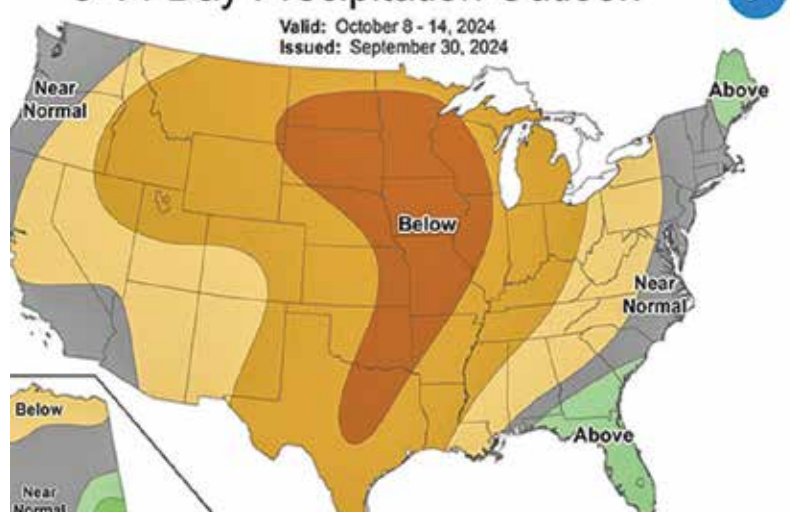 Valid: October 8 - 14, 2024
Issued: September 30, 2024
Near
Normal
Above
Below
Near
Normal
Above
Below
Near
Normal